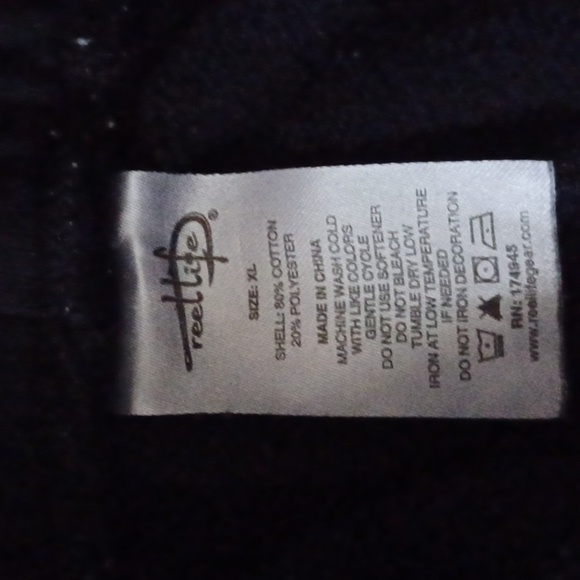 reel life®
SIZE: XL
SHELL: 80% COTTON
20% POLYESTER
MADE IN CHINA
MACHINE WASH COLD
WITH LIKE COLORS
GENTLE CYCLE
DO NOT USE SOFTENER
DO NOT BLEACH
TUMBLE DRY LOW
IRON AT LOW TEMPERATURE
IF NEEDED
DO NOT IRON DECORATION
RN: 174945
www.reellifegear.com